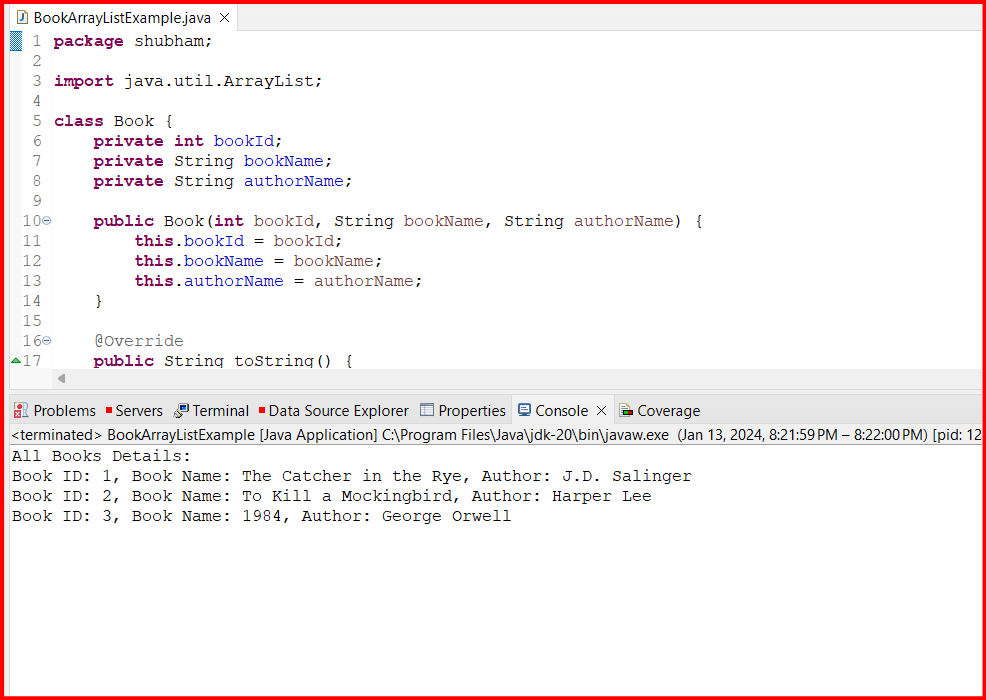 BookArrayListExample.java
1 package shubham;
2
3 import java.util.ArrayList;
4
5 class Book {
6 private int bookId;
7 private String bookName;
8 private String authorName;
9
10 public Book(int bookId, String bookName, String authorName) {
11 this.bookId = bookId;
12 this.bookName = bookName;
13 this.authorName = authorName;
14 }
15
16 @Override
17 public String toString() {
Problems Servers Terminal Data Source Explorer Properties Console Coverage
<terminated> BookArrayListExample [Java Application] C:\Program Files\Java\jdk-20\bin\javaw.exe (Jan 13, 2024, 8:21:59 PM – 8:22:00 PM) [pid: 12
All Books Details:
Book ID: 1, Book Name: The Catcher in the Rye, Author: J.D. Salinger
Book ID: 2, Book Name: To Kill a Mockingbird, Author: Harper Lee
Book ID: 3, Book Name: 1984, Author: George Orwell